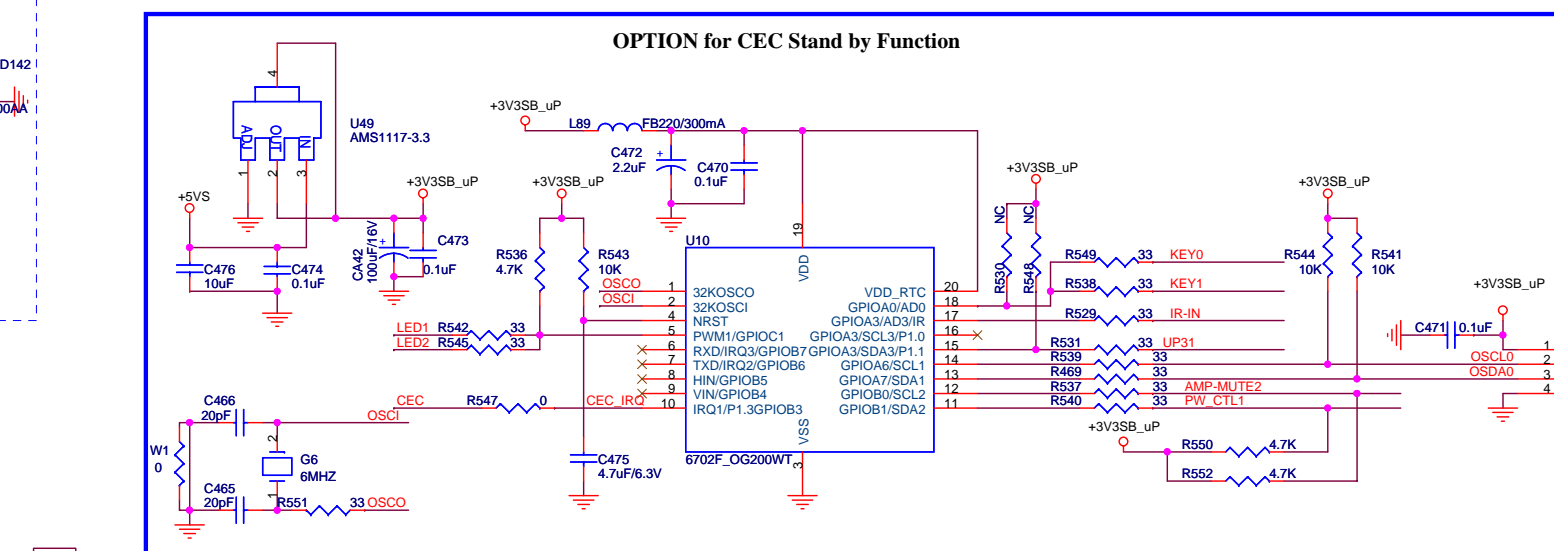 OPTION for CEC Stand by Function
D142
00AA
4
U49
AMS1117-3.3
ADJ
OUT
IN
1
2
3
+5VS
+3V3SB_uP
C476
10uF
C474
0.1uF
CA42
100uF/16V
+
C473
0.1uF
+3V3SB_uP
L89
FB220/300mA
C472
2.2uF
+
C470
0.1uF
+3V3SB_uP
R536
4.7K
R543
10K
OSCO
OSCI
LED1
R542
33
LED2
R545
33
CEC
R547
0
CEC_IRQ
C475
4.7uF/6.3V
U10
19
VDD
1
32KOSCO
2
32KOSCI
4
NRST
5
PWM1/GPIOC1
6
RXD/IRQ3/GPIOB7
7
TXD/IRQ2/GPIOB6
8
HIN/GPIOB5
9
VIN/GPIOB4
10
IRQ1/P1.3GPIOB3
VDD_RTC
20
GPIOA0/AD0
18
GPIOA3/AD3/IR
17
GPIOA3/SCL3/P1.0
16
GPIOA3/SDA3/P1.1
15
GPIOA6/SCL1
14
GPIOA7/SDA1
13
GPIOB0/SCL2
12
GPIOB1/SDA2
11
VSS
3
6702F_OG200WT
+3V3SB_uP
R530
NC
R548
NC
R549
33
KEY0
R538
33
KEY1
R529
33
IR-IN
R531
33
UP31
R539
33
R469
33
R537
33
AMP-MUTE2
R540
33
PW_CTL1
+3V3SB_uP
R544
10K
R541
10K
+3V3SB_uP
R550
4.7K
R552
4.7K
+3V3SB_uP
C471
0.1uF
OSCL0
OSDA0
1
2
3
4
C466
20pF
OSCI
W1
0
2
G6
6MHZ
1
C465
20pF
R551
33
OSCO